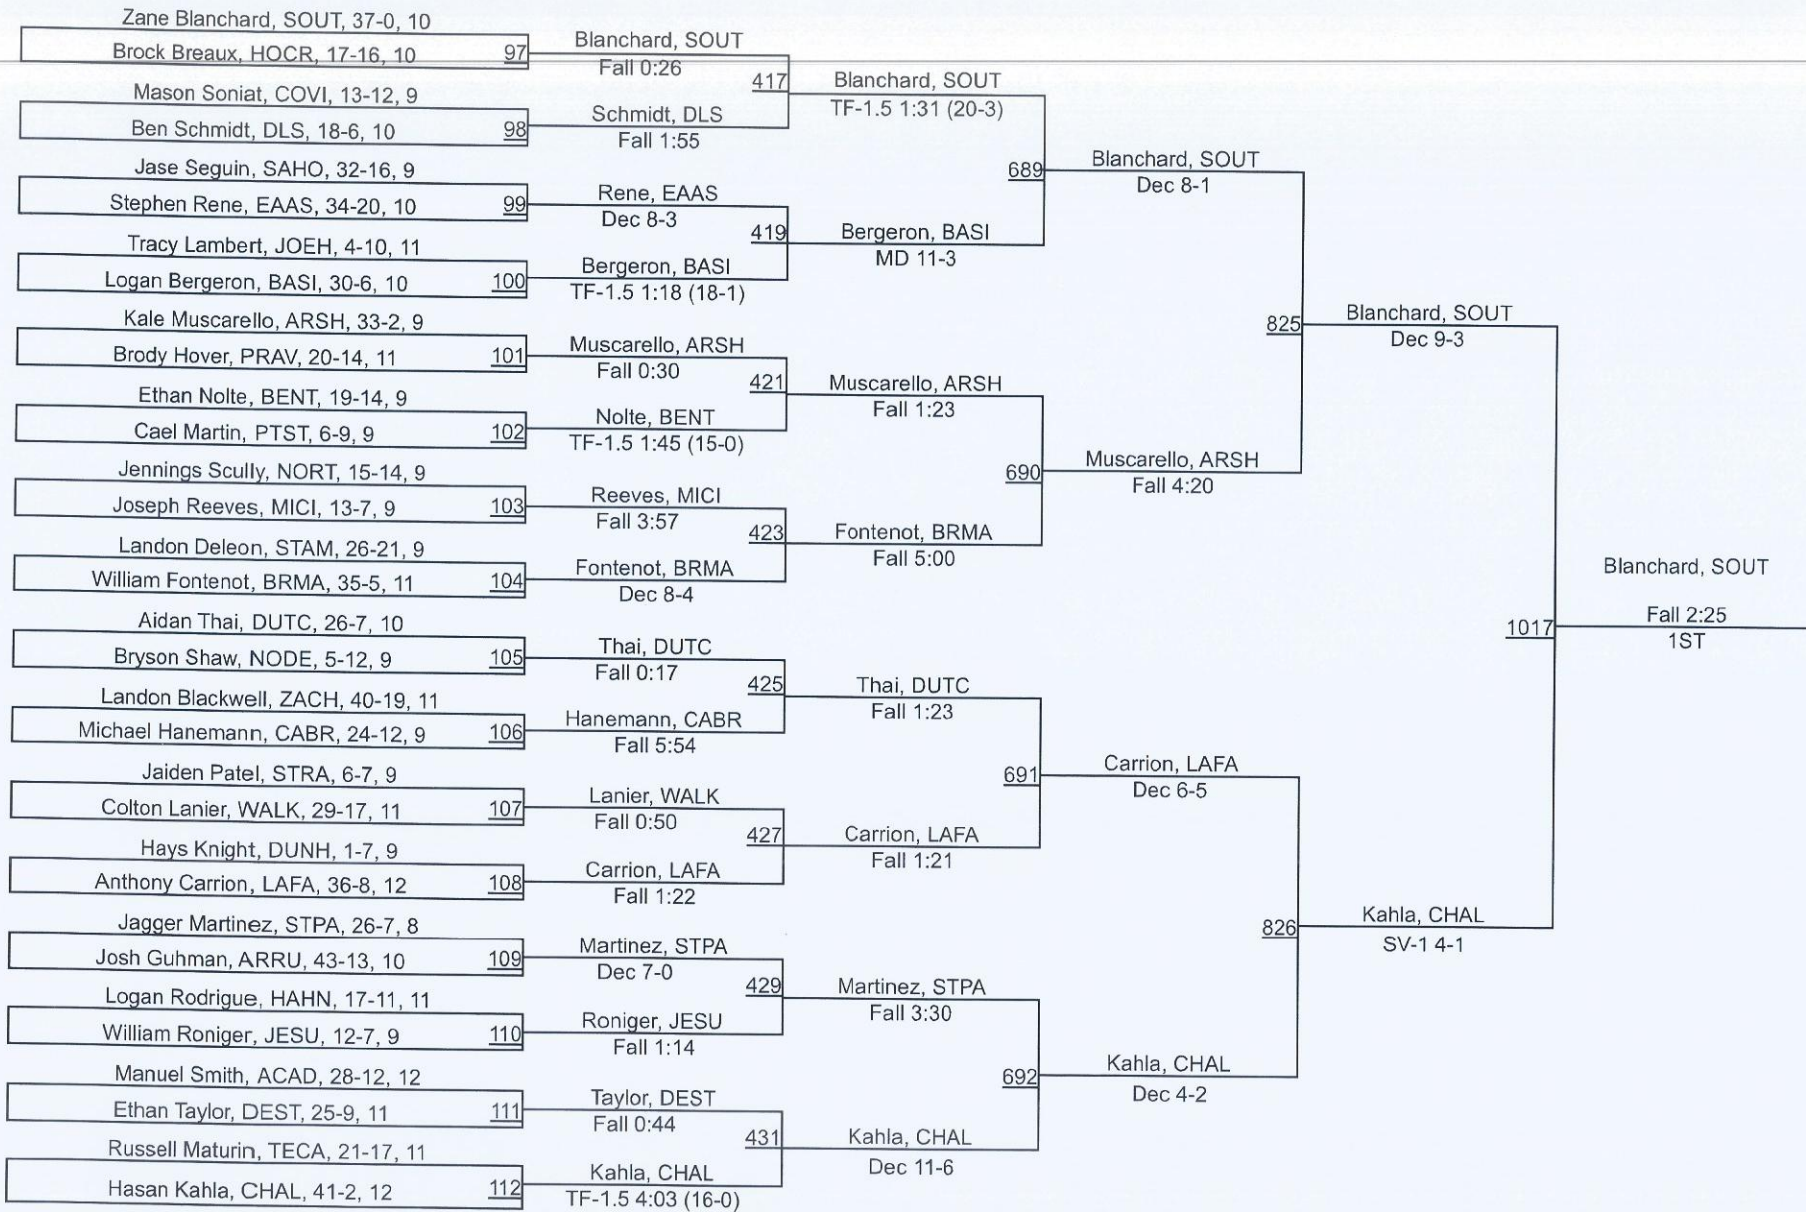 Zane Blanchard, SOUT, 37-0, 10
Brock Breaux, HOCR, 17-16, 10
97
Mason Soniat, COVI, 13-12, 9
Ben Schmidt, DLS, 18-6, 10
98
Jase Seguin, SAHO, 32-16, 9
Stephen Rene, EAAS, 34-20, 10
99
Tracy Lambert, JOEH, 4-10, 11
Logan Bergeron, BASI, 30-6, 10
100
Kale Muscarello, ARSH, 33-2, 9
Brody Hover, PRAV, 20-14, 11
101
Ethan Nolte, BENT, 19-14, 9
Cael Martin, PTST, 6-9, 9
102
Jennings Scully, NORT, 15-14, 9
Joseph Reeves, MICI, 13-7, 9
103
Landon Deleon, STAM, 26-21, 9
William Fontenot, BRMA, 35-5, 11
104
Aidan Thai, DUTC, 26-7, 10
Bryson Shaw, NODE, 5-12, 9
105
Landon Blackwell, ZACH, 40-19, 11
Michael Hanemann, CABR, 24-12, 9
106
Jaiden Patel, STRA, 6-7, 9
Colton Lanier, WALK, 29-17, 11
107
Hays Knight, DUNH, 1-7, 9
Anthony Carrion, LAFA, 36-8, 12
108
Jagger Martinez, STPA, 26-7, 8
Josh Guhman, ARRU, 43-13, 10
109
Logan Rodrigue, HAHN, 17-11, 11
William Roniger, JESU, 12-7, 9
110
Manuel Smith, ACAD, 28-12, 12
Ethan Taylor, DEST, 25-9, 11
111
Russell Maturin, TECA, 21-17, 11
Hasan Kahla, CHAL, 41-2, 12
112
Blanchard, SOUT
Fall 0:26
417
Schmidt, DLS
Fall 1:55
Rene, EAAS
Dec 8-3
419
Bergeron, BASI
TF-1.5 1:18 (18-1)
Muscarello, ARSH
Fall 0:30
421
Nolte, BENT
TF-1.5 1:45 (15-0)
Reeves, MICI
Fall 3:57
423
Fontenot, BRMA
Dec 8-4
Thai, DUTC
Fall 0:17
425
Hanemann, CABR
Fall 5:54
Lanier, WALK
Fall 0:50
427
Carrion, LAFA
Fall 1:22
Martinez, STPA
Dec 7-0
429
Roniger, JESU
Fall 1:14
Taylor, DEST
Fall 0:44
431
Kahla, CHAL
TF-1.5 4:03 (16-0)
Blanchard, SOUT
TF-1.5 1:31 (20-3)
689
Bergeron, BASI
MD 11-3
Muscarello, ARSH
Fall 1:23
690
Fontenot, BRMA
Fall 5:00
Thai, DUTC
Fall 1:23
691
Carrion, LAFA
Fall 1:21
Martinez, STPA
Fall 3:30
692
Kahla, CHAL
Dec 11-6
Blanchard, SOUT
Dec 8-1
825
Muscarello, ARSH
Fall 4:20
Carrion, LAFA
Dec 6-5
826
Kahla, CHAL
Dec 4-2
Blanchard, SOUT
Dec 9-3
1017
Kahla, CHAL
SV-1 4-1
Blanchard, SOUT
Fall 2:25
1ST